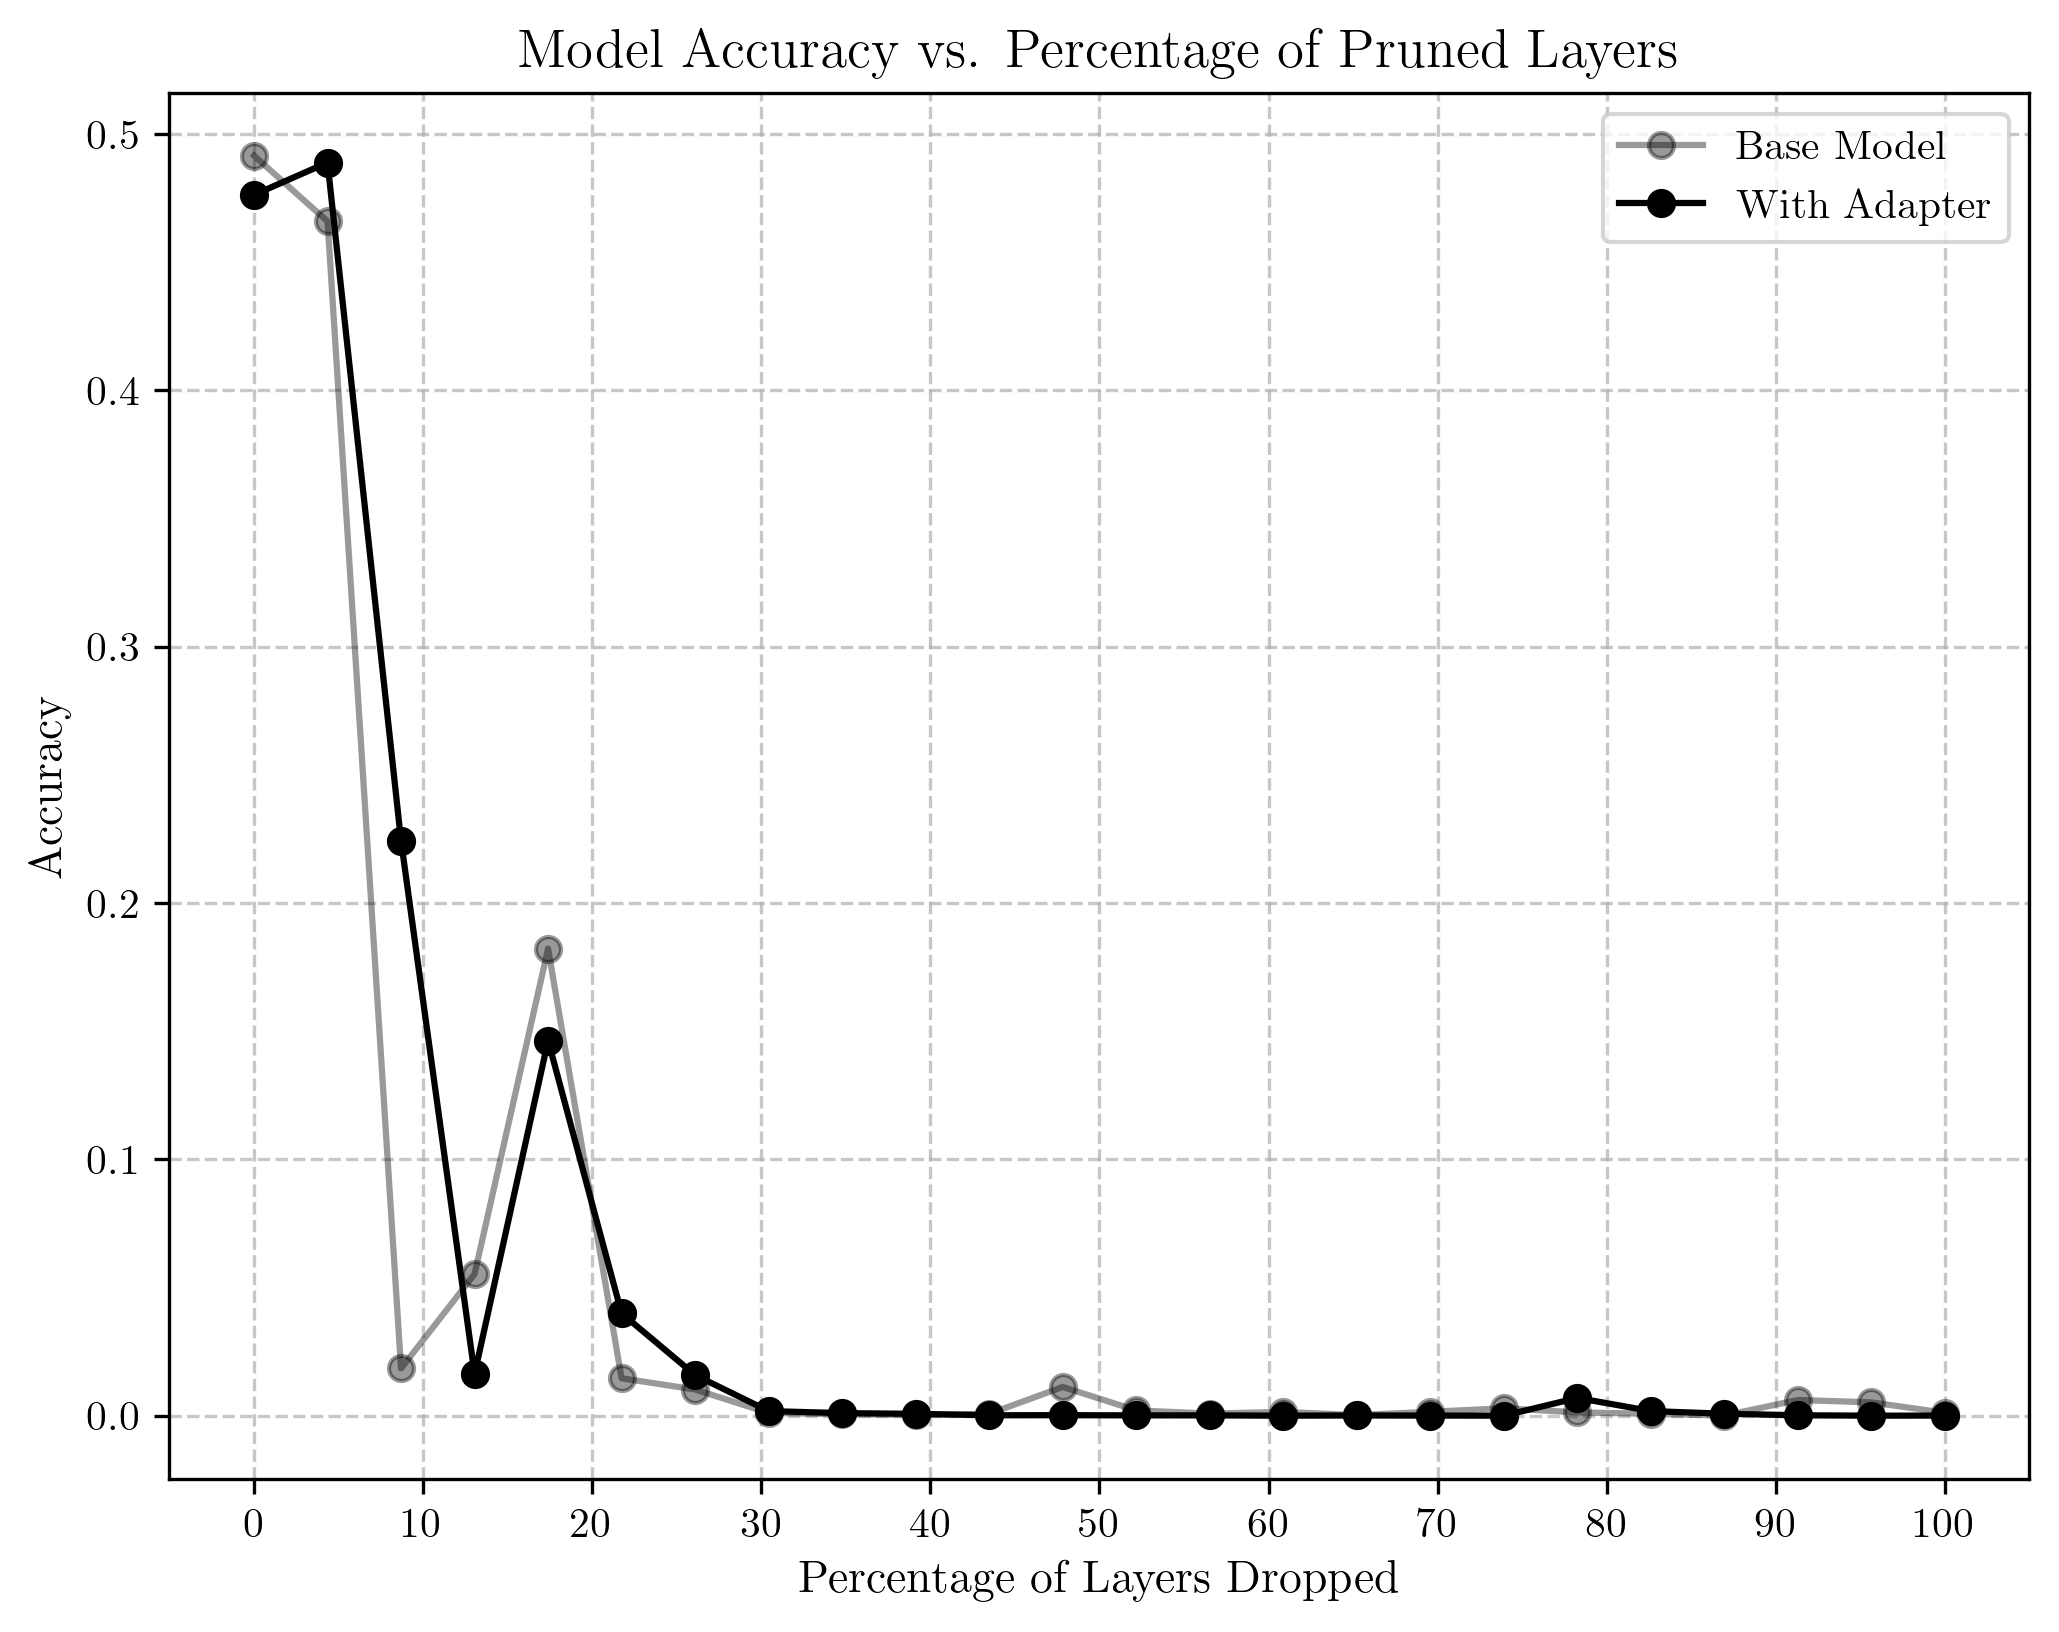 Model Accuracy vs. Percentage of Pruned Layers
Base Model
With Adapter
0.5
0.4
0.3
0.2
0.1
0.0
Accuracy
0 10 20 30 40 50 60 70 80 90 100
Percentage of Layers Dropped